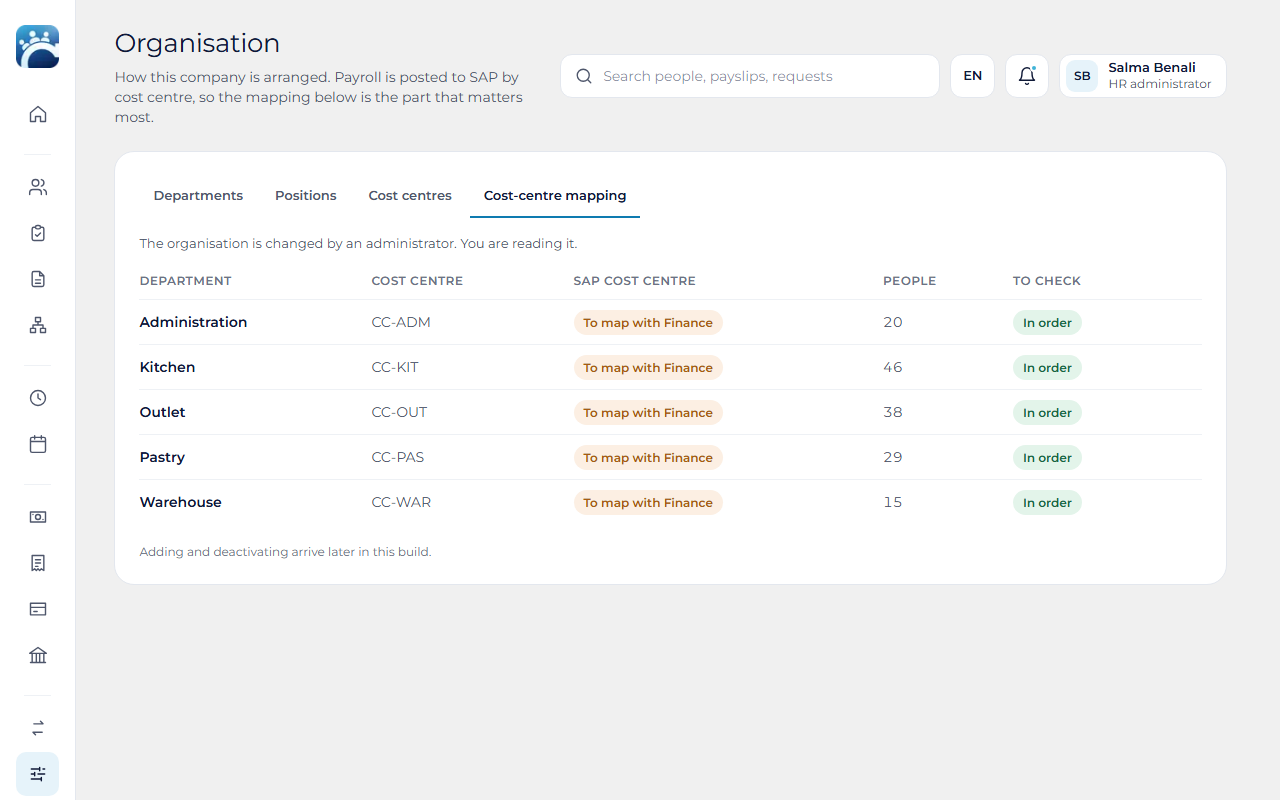 Organisation
How this company is arranged. Payroll is posted to SAP by
cost centre, so the mapping below is the part that matters
most.
Search people, payslips, requests
EN
SB
Salma Benali
HR administrator
Departments
Positions
Cost centres
Cost-centre mapping
The organisation is changed by an administrator. You are reading it.
DEPARTMENT COST CENTRE SAP COST CENTRE PEOPLE TO CHECK
Administration CC-ADM To map with Finance 20 In order
Kitchen CC-KIT To map with Finance 46 In order
Outlet CC-OUT To map with Finance 38 In order
Pastry CC-PAS To map with Finance 29 In order
Warehouse CC-WAR To map with Finance 15 In order
Adding and deactivating arrive later in this build.